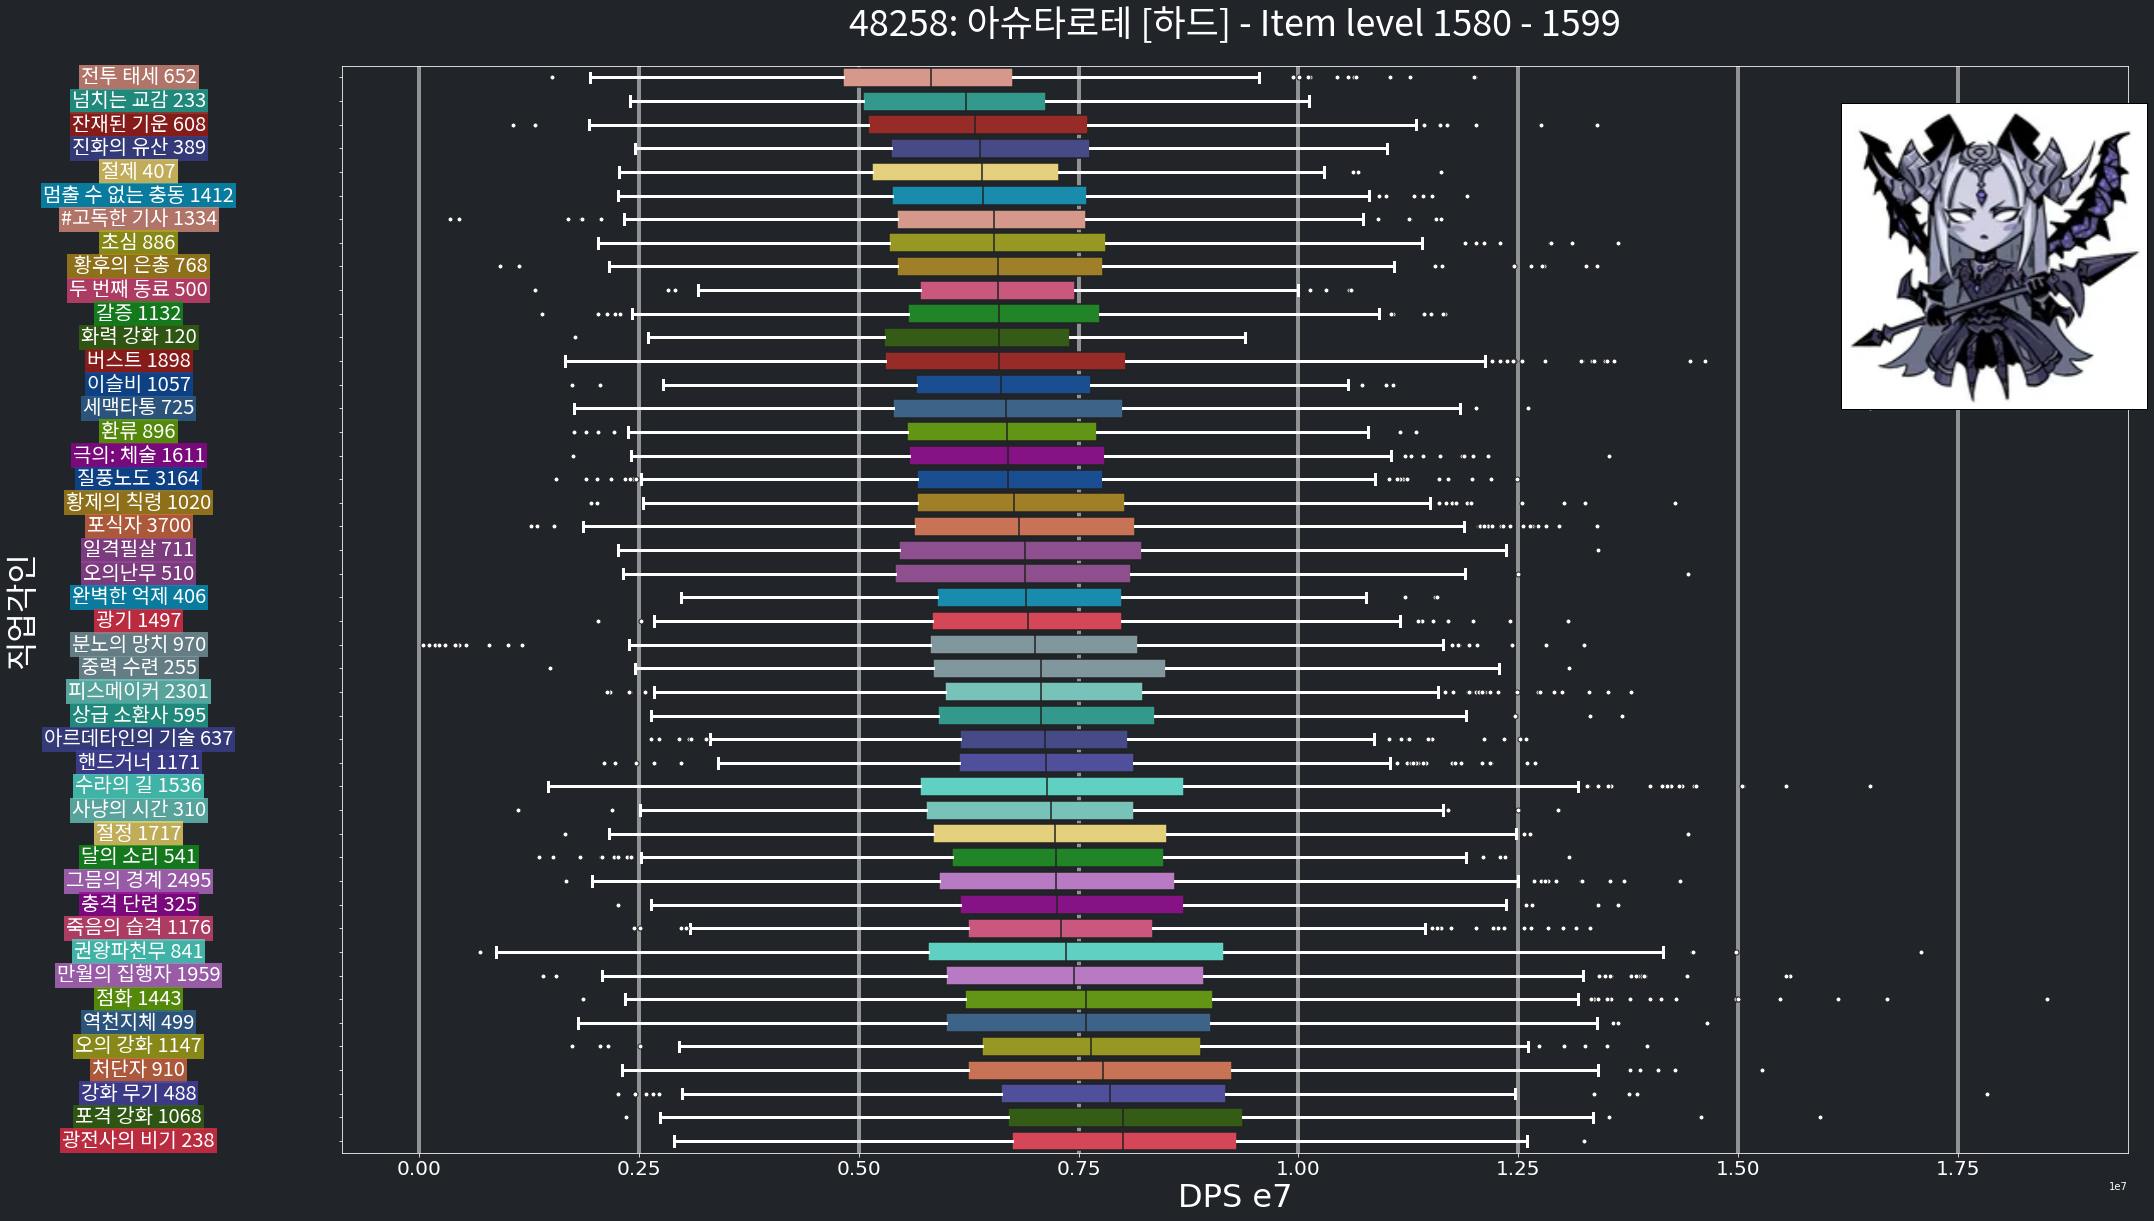 48258: 아슈타로테 [하드] - Item level 1580 - 1599
직업각인
전투 태세 652
넘치는 교감 233
잔재된 기운 608
진화의 유산 389
절제 407
멈출 수 없는 충동 1412
#고독한 기사 1334
초심 886
황후의 은총 768
두 번째 동료 500
갈증 1132
화력 강화 120
버스트 1898
이슬비 1057
세맥타통 725
환류 896
극의: 체술 1611
질풍노도 3164
황제의 칙령 1020
포식자 3700
일격필살 711
오의난무 510
완벽한 억제 406
광기 1497
분노의 망치 970
중력 수련 255
피스메이커 2301
상급 소환사 595
아르데타인의 기술 637
핸드거너 1171
수라의 길 1536
사냥의 시간 310
절정 1717
달의 소리 541
그믐의 경계 2495
충격 단련 325
죽음의 습격 1176
권왕파천무 841
만월의 집행자 1959
점화 1443
역천지체 499
오의 강화 1147
처단자 910
강화 무기 488
포격 강화 1068
광전사의 비기 238
0.00 0.25 0.50 0.75 1.00 1.25 1.50 1.75
DPS e7
1e7